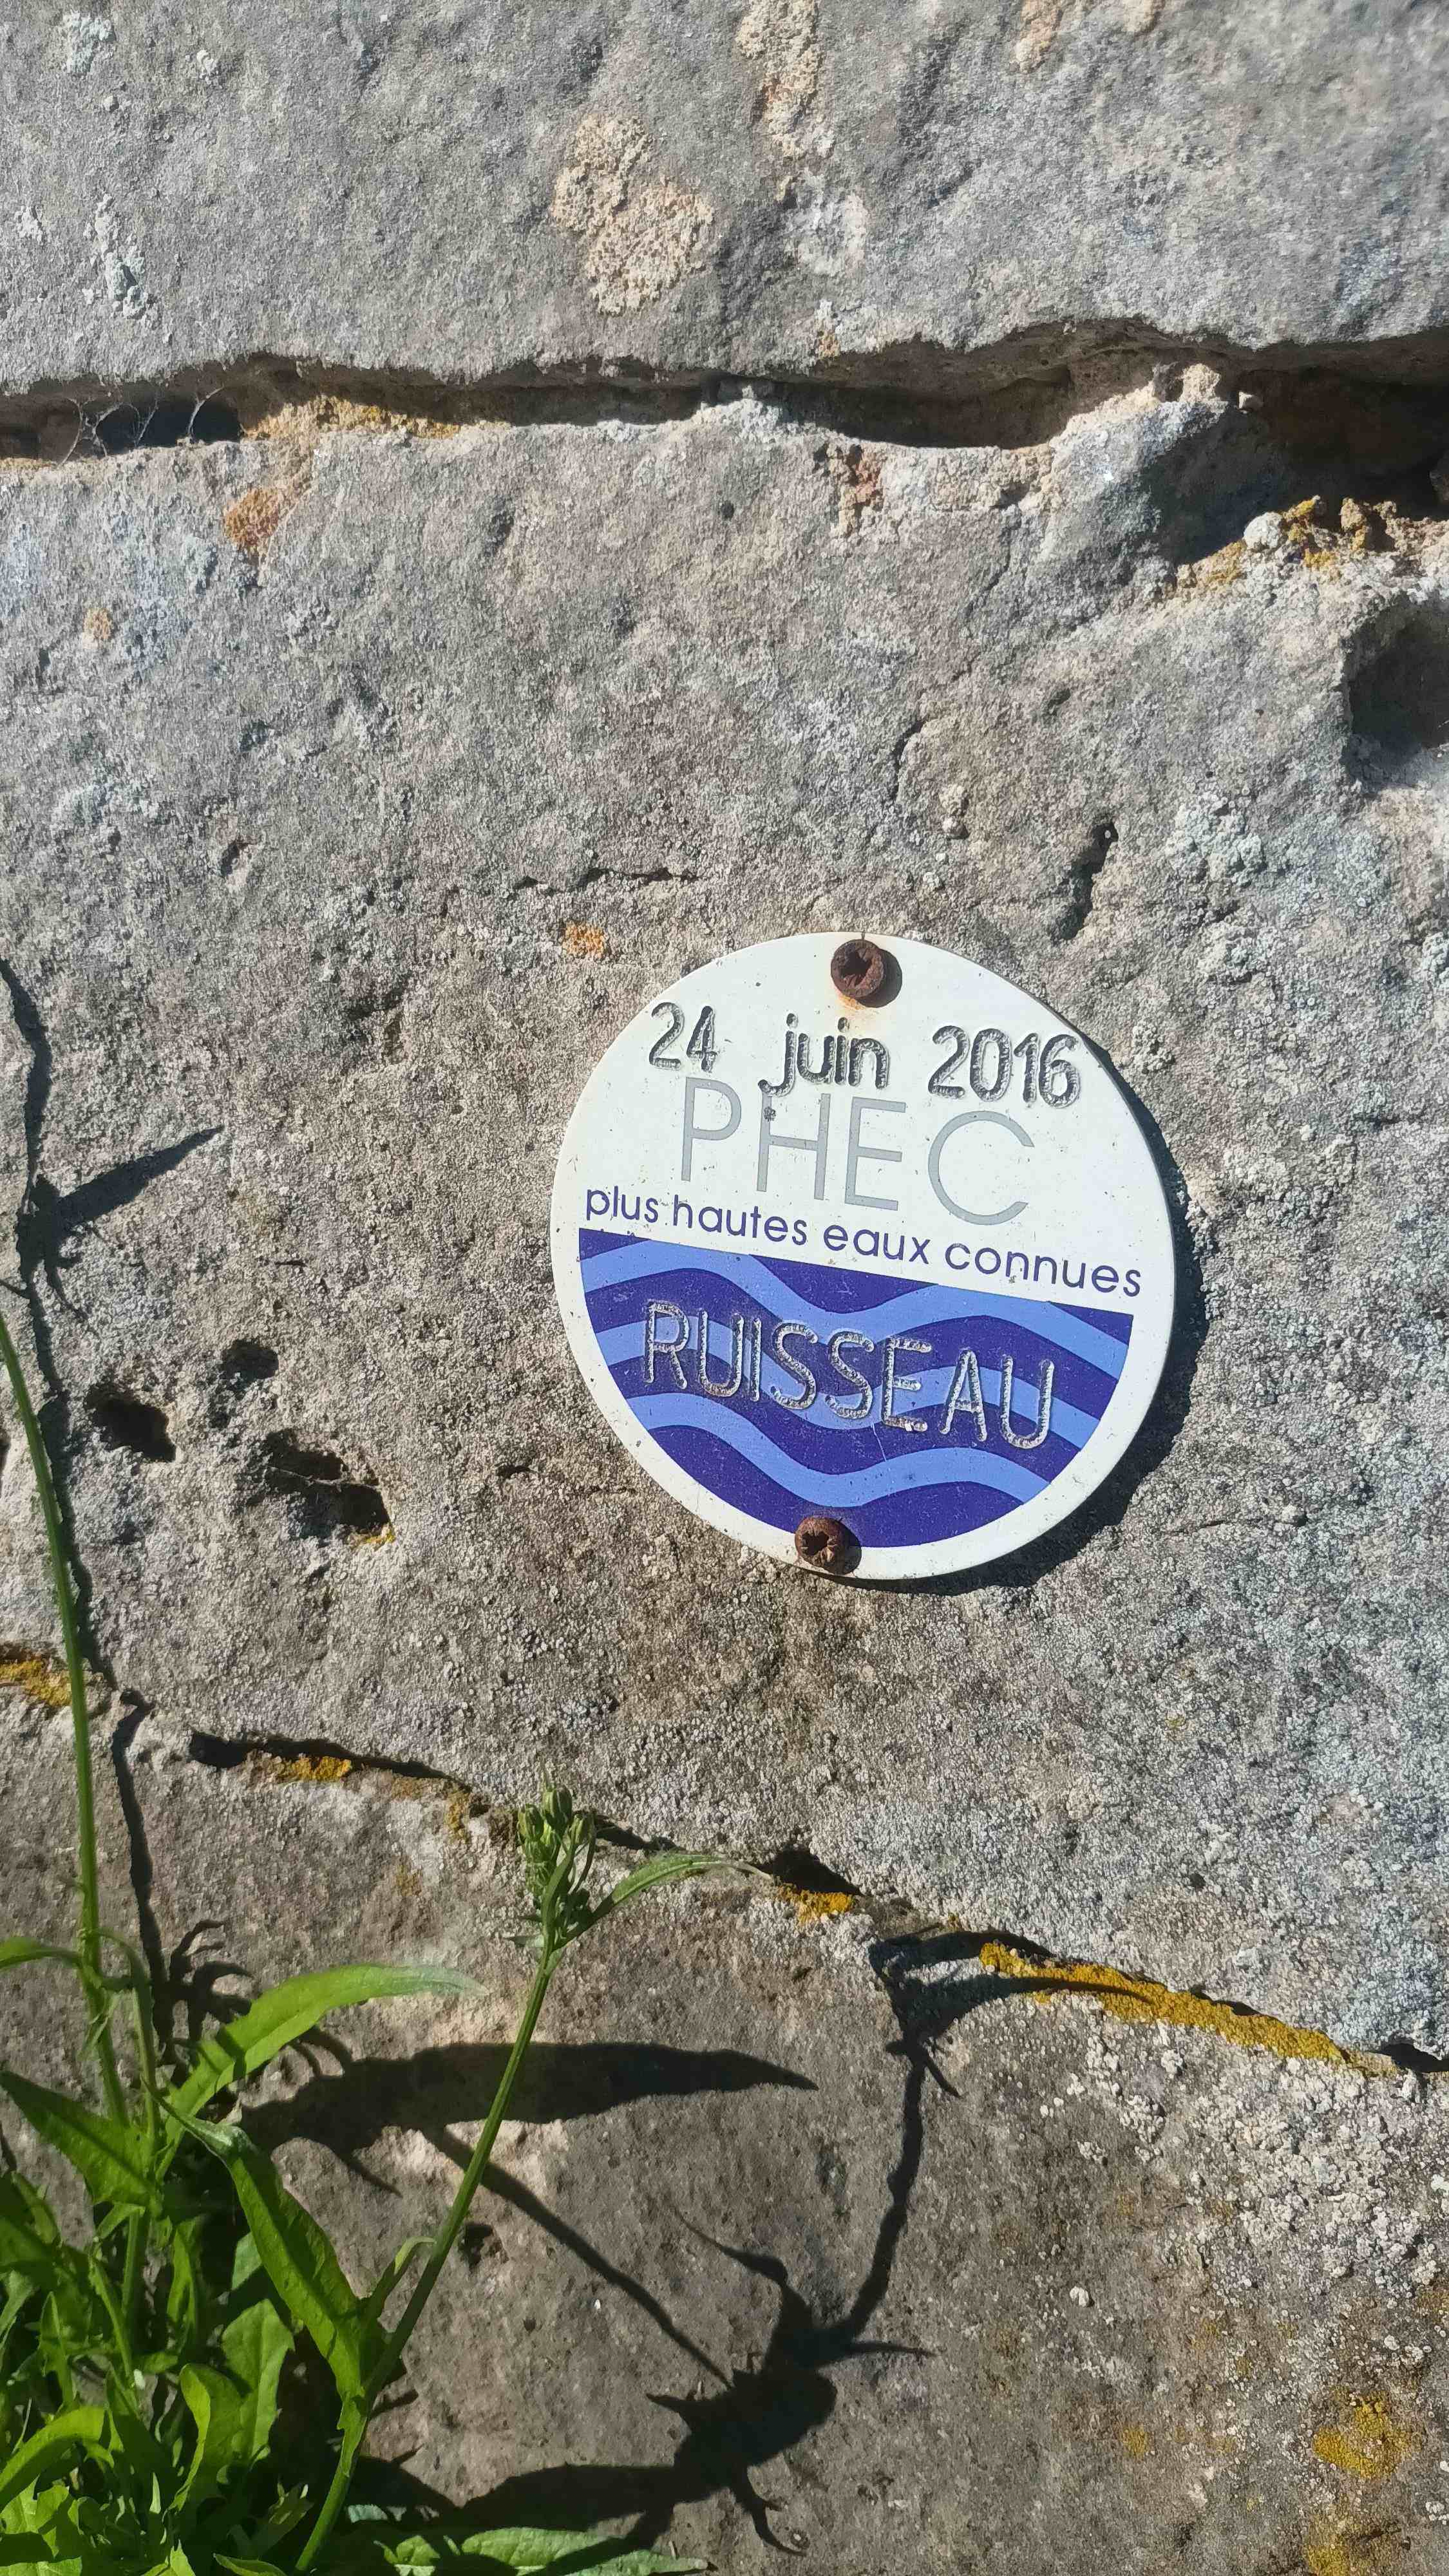 24 juin 2016
PHEC
plus hautes eaux connues
RUISSEAU